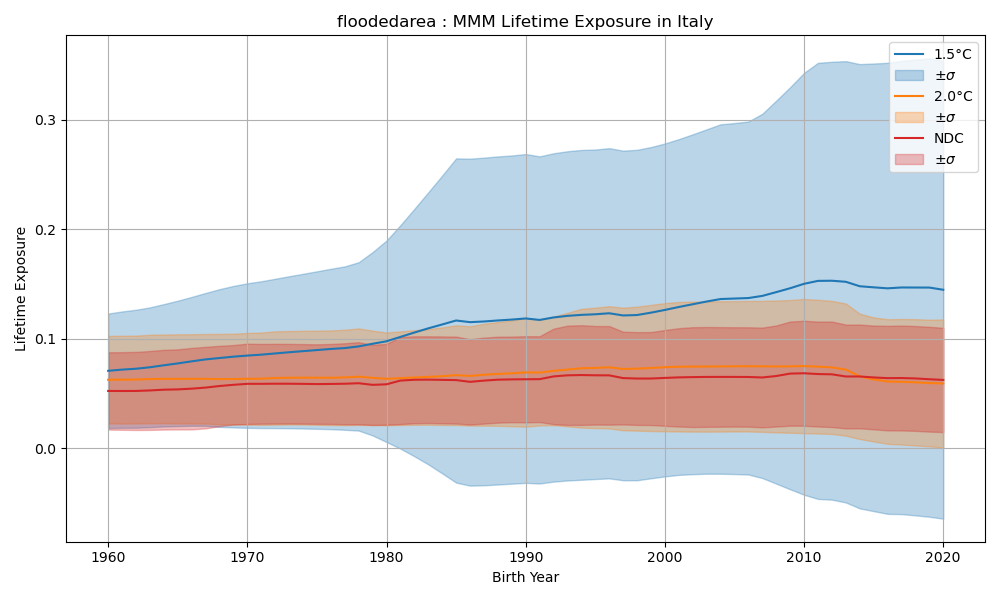 floodedarea : MMM Lifetime Exposure in Italy
1.5°C
±σ
2.0°C
±σ
NDC
±σ
Lifetime Exposure
0.3
0.2
0.1
0.0
1960 1970 1980 1990 2000 2010 2020
Birth Year